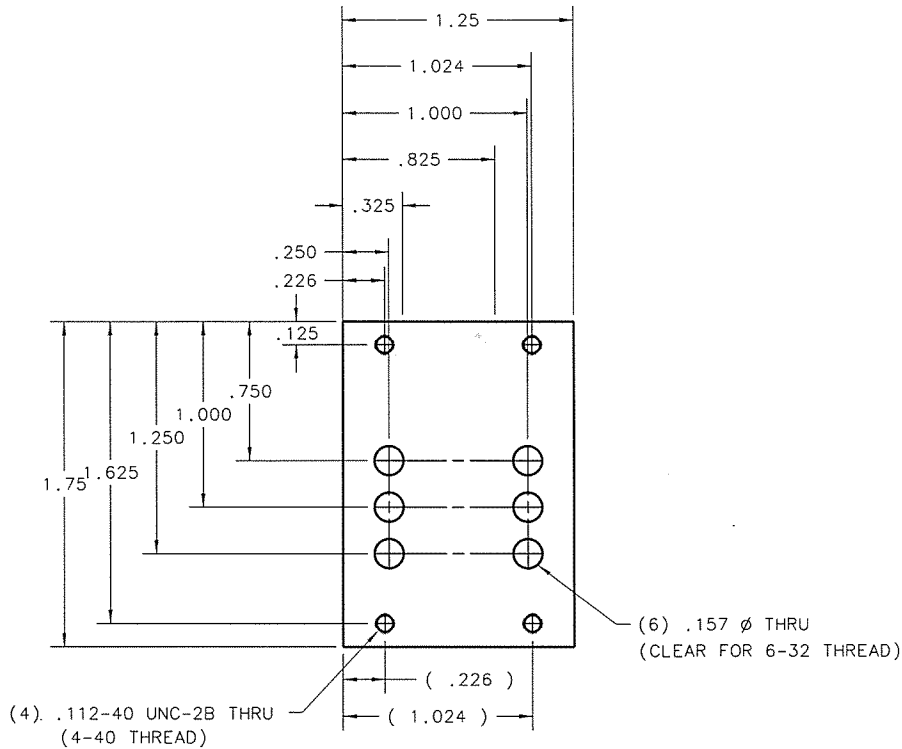 1.25
1.024
1.000
.825
.325
.250
.226
.125
.750
1.000
1.250
1.625
1.75
(6) .157 Ø THRU
(CLEAR FOR 6-32 THREAD)
( .226 )
( 1.024 )
(4). .112-40 UNC-2B THRU
(4-40 THREAD)